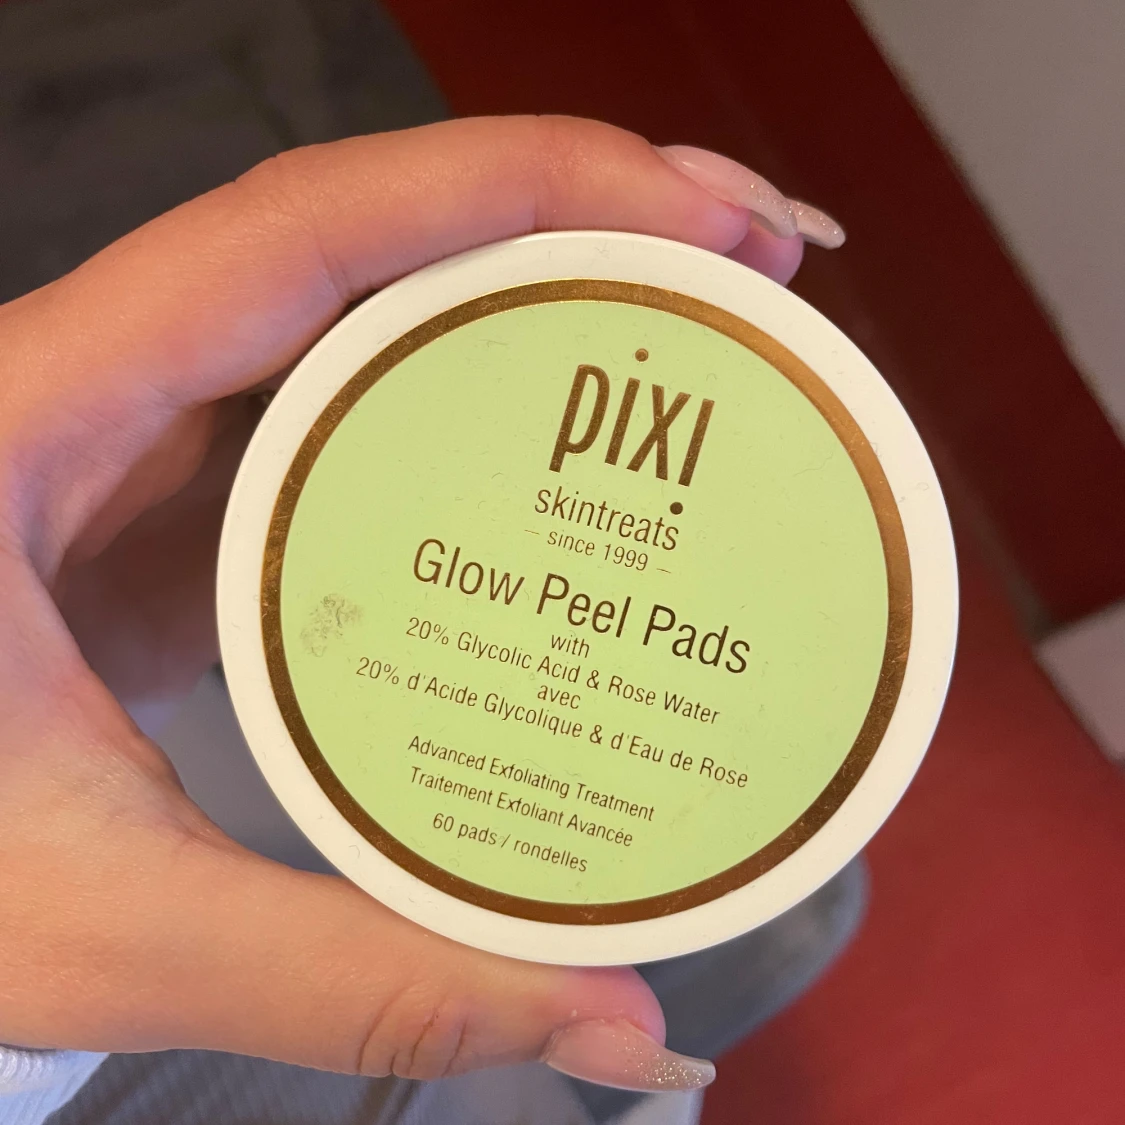 pixi
skintreats
— since 1999 —
Glow Peel Pads
with
20% Glycolic Acid & Rose Water
avec
20% d'Acide Glycolique & d'Eau de Rose
Advanced Exfoliating Treatment
Traitement Exfoliant Avancée
60 pads / rondelles